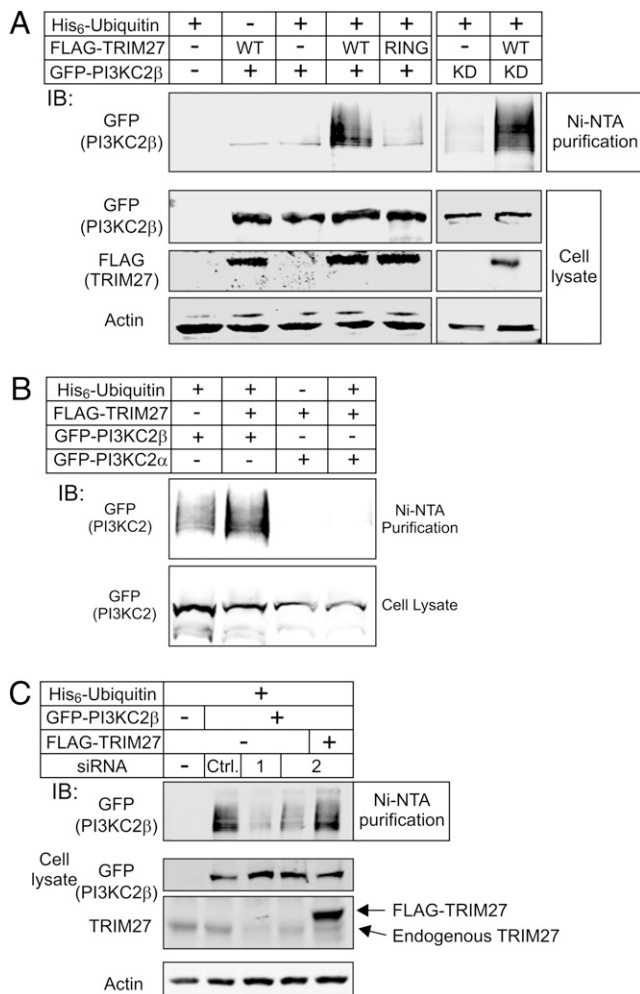 A
His6-Ubiquitin + - + + + + +
FLAG-TRIM27 - WT - WT RING - WT
GFP-PI3KC2β - + + + + KD KD
IB:
GFP
(PI3KC2β)
Ni-NTA
purification
GFP
(PI3KC2β)
FLAG
(TRIM27)
Actin
Cell
lysate
B
His6-Ubiquitin + + - +
FLAG-TRIM27 - + + +
GFP-PI3KC2β + + - -
GFP-PI3KC2α - - + +
IB:
GFP
(PI3KC2)
Ni-NTA
Purification
GFP
(PI3KC2)
Cell Lysate
C
His6-Ubiquitin +
GFP-PI3KC2β - +
FLAG-TRIM27 - +
siRNA - Ctrl. 1 2
IB:
GFP
(PI3KC2β)
Ni-NTA
purification
Cell
lysate
GFP
(PI3KC2β)
TRIM27
FLAG-TRIM27
Endogenous TRIM27
Actin